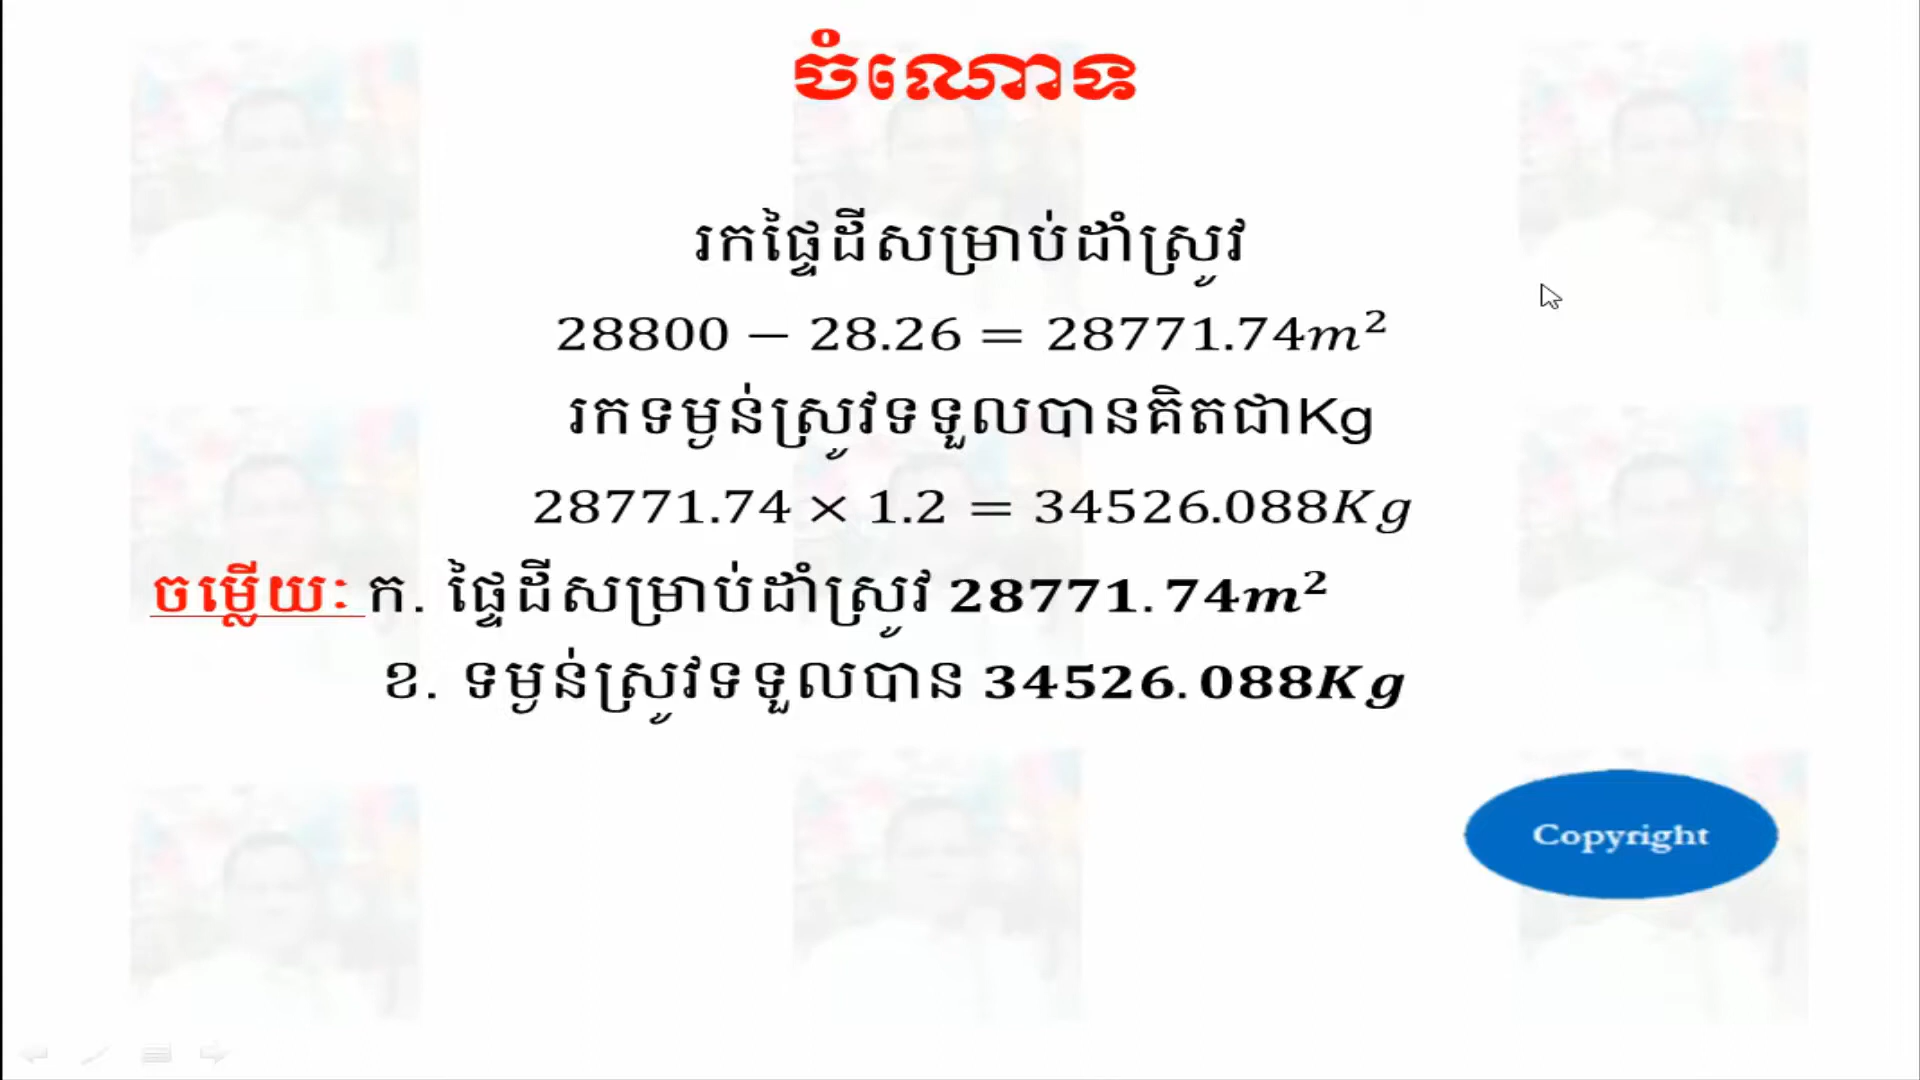 ចំណោទ
រកផ្ទៃដីសម្រាប់ដាំស្រូវ
28800 − 28.26 = 28771.74m²
រកទម្ងន់ស្រូវទទួលបានគិតជាKg
28771.74 × 1.2 = 34526.088Kg
ចម្លើយៈ ក. ផ្ទៃដីសម្រាប់ដាំស្រូវ 28771.74m²
ខ. ទម្ងន់ស្រូវទទួលបាន 34526.088Kg
Copyright